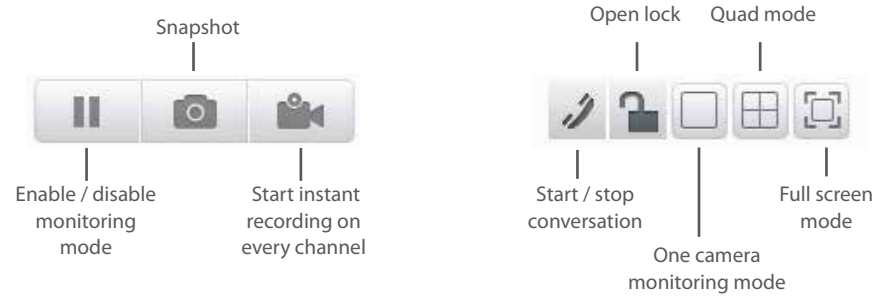 Snapshot
Enable / disable
monitoring
mode
Start instant
recording on
every channel
Open lock
Quad mode
Start / stop
conversation
One camera
monitoring mode
Full screen
mode